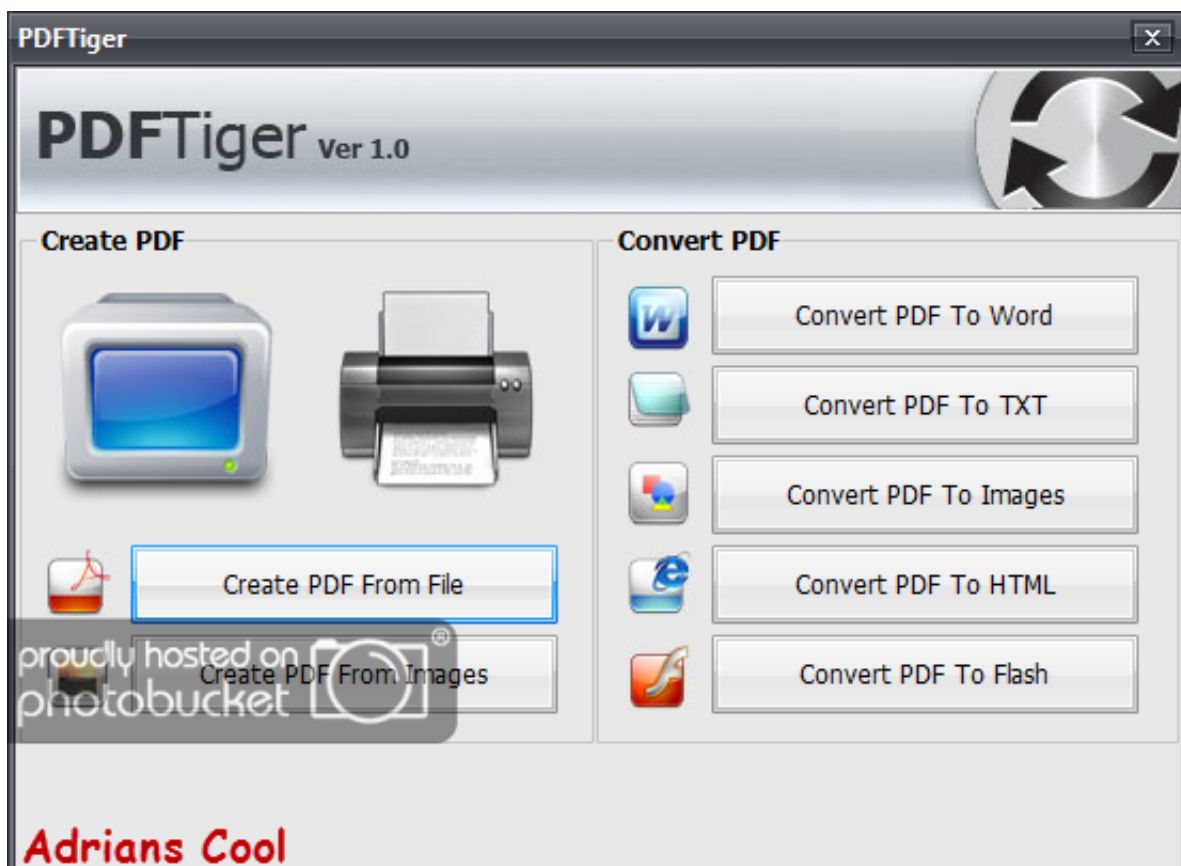 PDFTiger
PDFTiger Ver 1.0
Create PDF
Create PDF From File
Create PDF From Images
proudly hosted on
photobucket ®
Convert PDF
Convert PDF To Word
Convert PDF To TXT
Convert PDF To Images
Convert PDF To HTML
Convert PDF To Flash
Adrians Cool